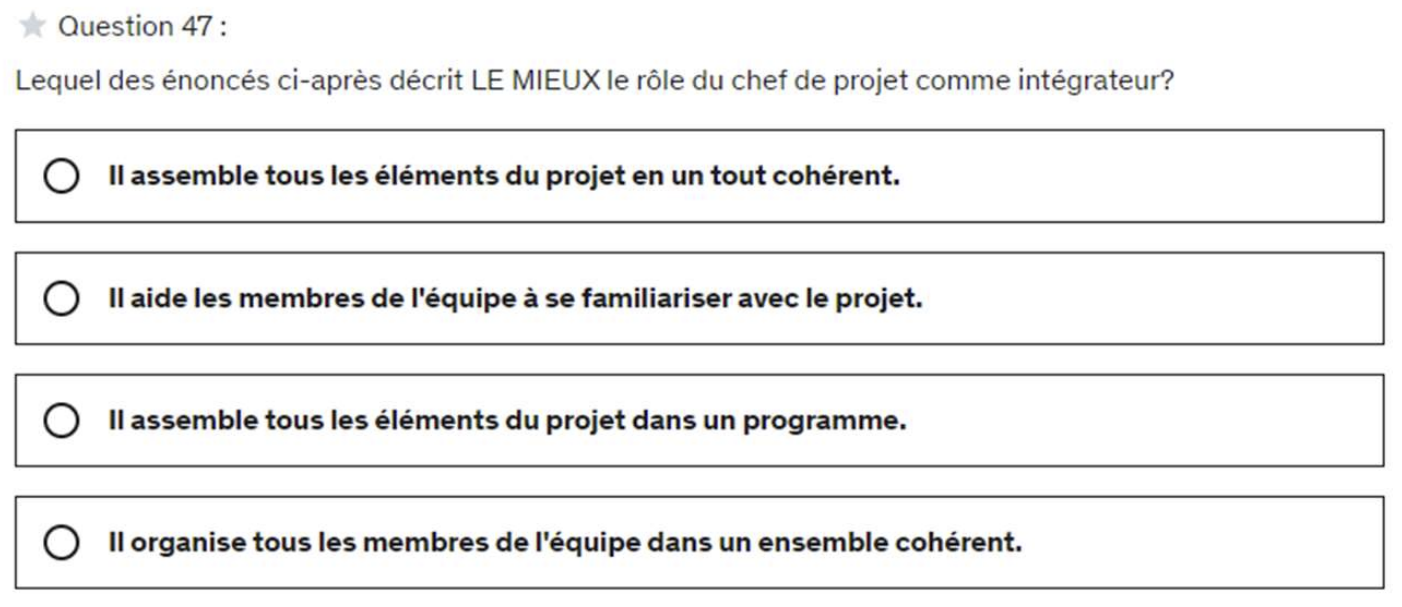 Question 47 :
Lequel des énoncés ci-après décrit LE MIEUX le rôle du chef de projet comme intégrateur?
Il assemble tous les éléments du projet en un tout cohérent.
Il aide les membres de l'équipe à se familiariser avec le projet.
Il assemble tous les éléments du projet dans un programme.
Il organise tous les membres de l'équipe dans un ensemble cohérent.